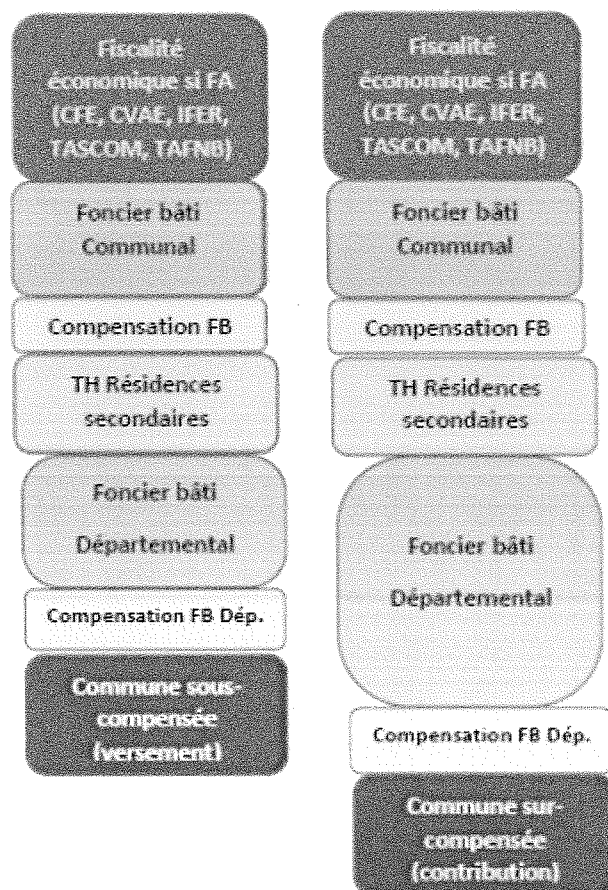 Fiscalité
économique si FA
(CFE, CVAE, IFER,
TASCOM, TAFNB)
Foncier bâti
Communal
Compensation FB
TH Résidences
secondaires
Foncier bâti
Départemental
Compensation FB Dép.
Commune sous-
compensée
(versement)
Fiscalité
économique si FA
(CFE, CVAE, IFER,
TASCOM, TAFNB)
Foncier bâti
Communal
Compensation FB
TH Résidences
secondaires
Foncier bâti
Départemental
Compensation FB Dép.
Commune sur-
compensée
(contribution)